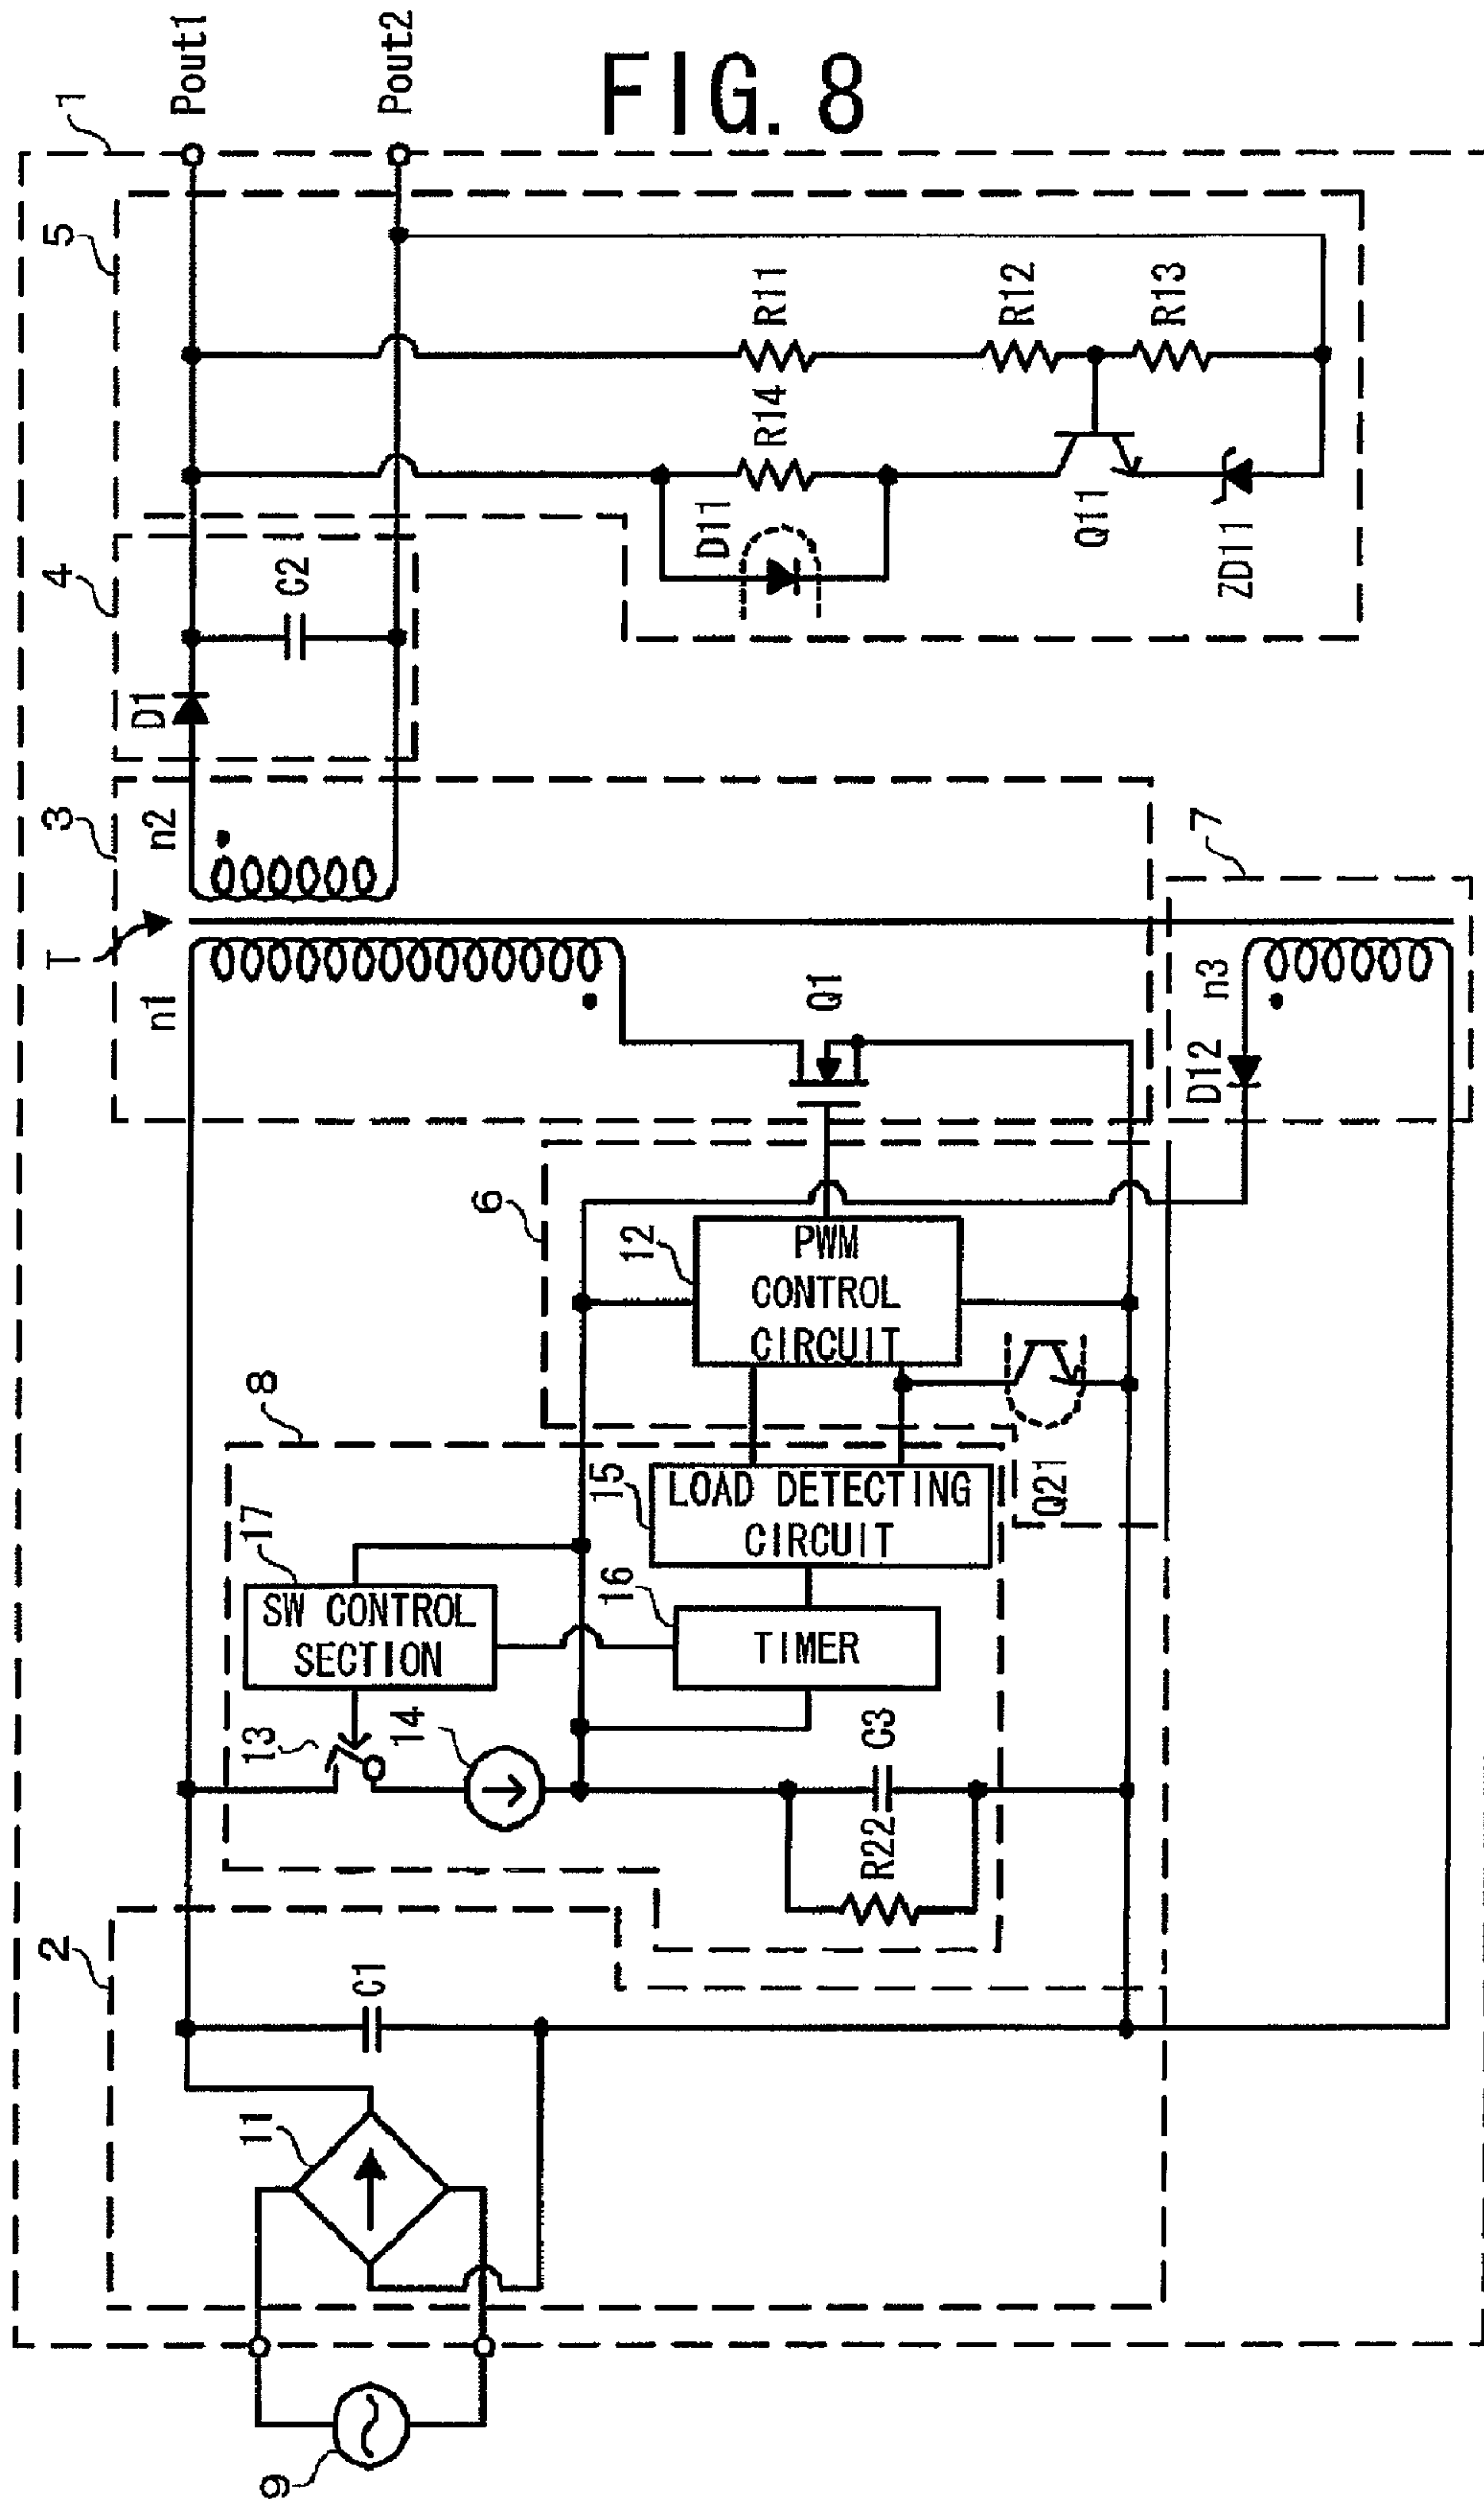 FIG. 8
1
Pout1
Pout2
5
R11
R12
R13
R14
D11
Q11
ZD11
4
D1
C2
3
T
n1
n2
Q1
7
n3
D12
6
12
PWM
CONTROL
CIRCUIT
Q21
8
17
SW CONTROL
SECTION
15
LOAD DETECTING
CIRCUIT
16
TIMER
13
14
C3
R22
2
C1
11
9